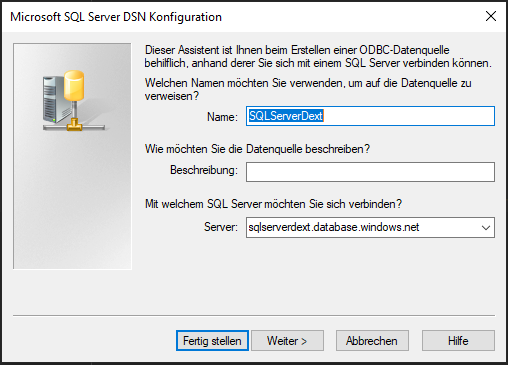 Microsoft SQL Server DSN Konfiguration
Dieser Assistent ist Ihnen beim Erstellen einer ODBC-Datenquelle
behilflich, anhand derer Sie sich mit einem SQL Server verbinden können.
Welchen Namen möchten Sie verwenden, um auf die Datenquelle zu
verweisen?
Name: SQLServerDext
Wie möchten Sie die Datenquelle beschreiben?
Beschreibung:
Mit welchem SQL Server möchten Sie sich verbinden?
Server: sqlserverdext.database.windows.net
Fertig stellen Weiter > Abbrechen Hilfe